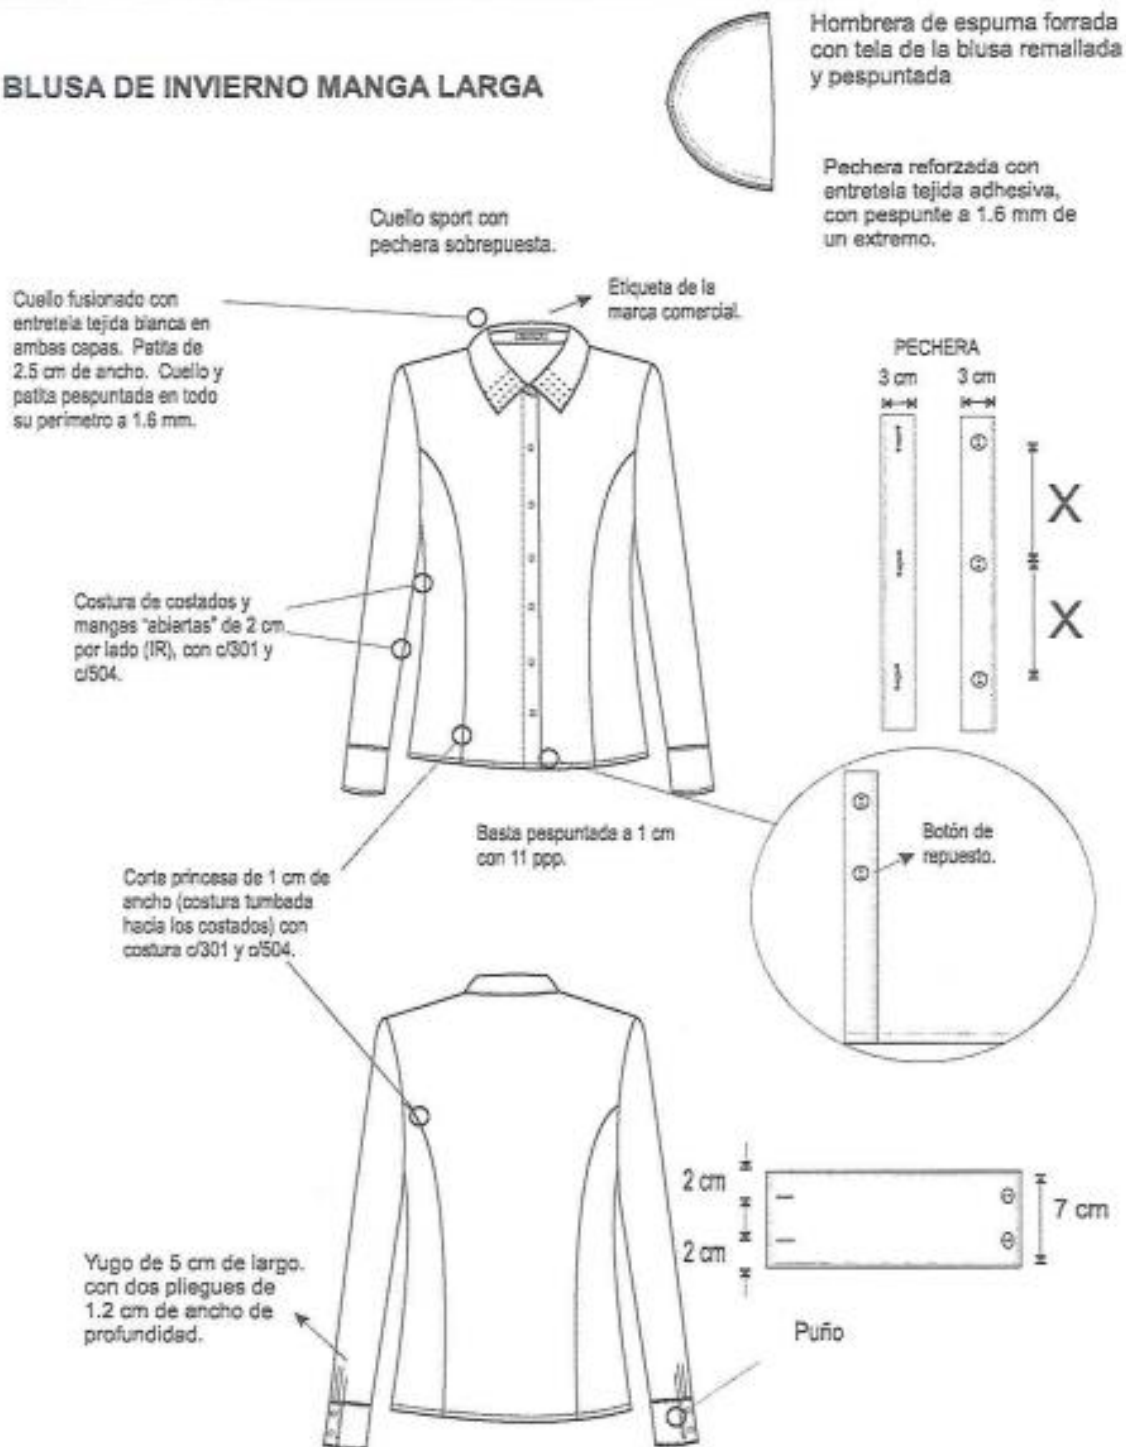 Hombrera de espuma forrada
con tela de la blusa remallada
y pespuntada
BLUSA DE INVIERNO MANGA LARGA
Pechera reforzada con
entretela tejida adhesiva,
con pespunte a 1.6 mm de
un extremo.
Cuello sport con
pechera sobrepuesta.
Cuello fusionado con
entretela tejida blanca en
ambas capas. Patita de
2.5 cm de ancho. Cuello y
patita pespuntada en todo
su perímetro a 1.6 mm.
Etiqueta de la
marca comercial.
PECHERA
3 cm 3 cm
X
X
Costura de costados y
mangas "abiertas" de 2 cm
por lado (IR), con c/301 y
c/504.
Basta pespuntada a 1 cm
con 11 ppp.
Botón de
repuesto.
Corte princesa de 1 cm de
ancho (costura tumbada
hacia los costados) con
costura c/301 y c/504.
2 cm
2 cm
7 cm
Yugo de 5 cm de largo.
con dos pliegues de
1.2 cm de ancho de
profundidad.
Puño